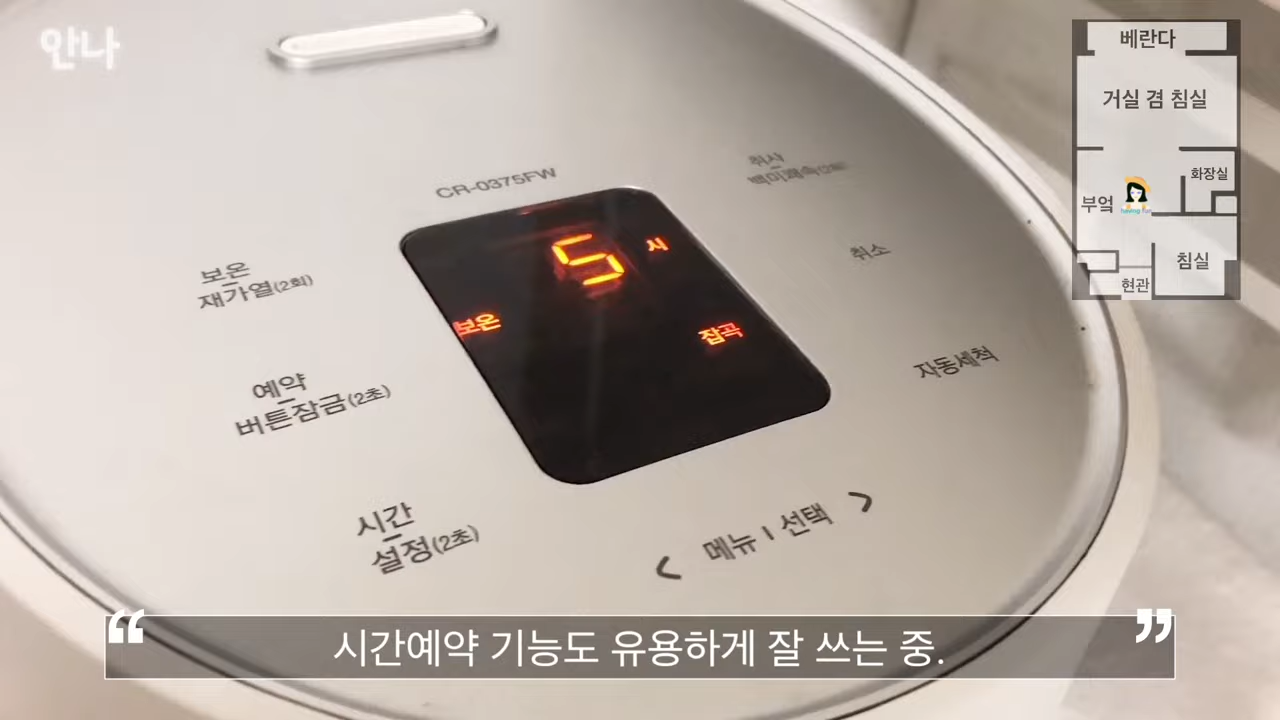 안나
베란다
거실 겸 침실
화장실
부엌
침실
현관
CR-0375FW
취사
백미쾌속(2회)
5 시
보온
재가열(2회)
취소
보온
잡곡
예약
버튼잠금(2초)
자동세척
시간
설정(2초)
< 메뉴 I 선택 >
“ 시간예약 기능도 유용하게 잘 쓰는 중. ”